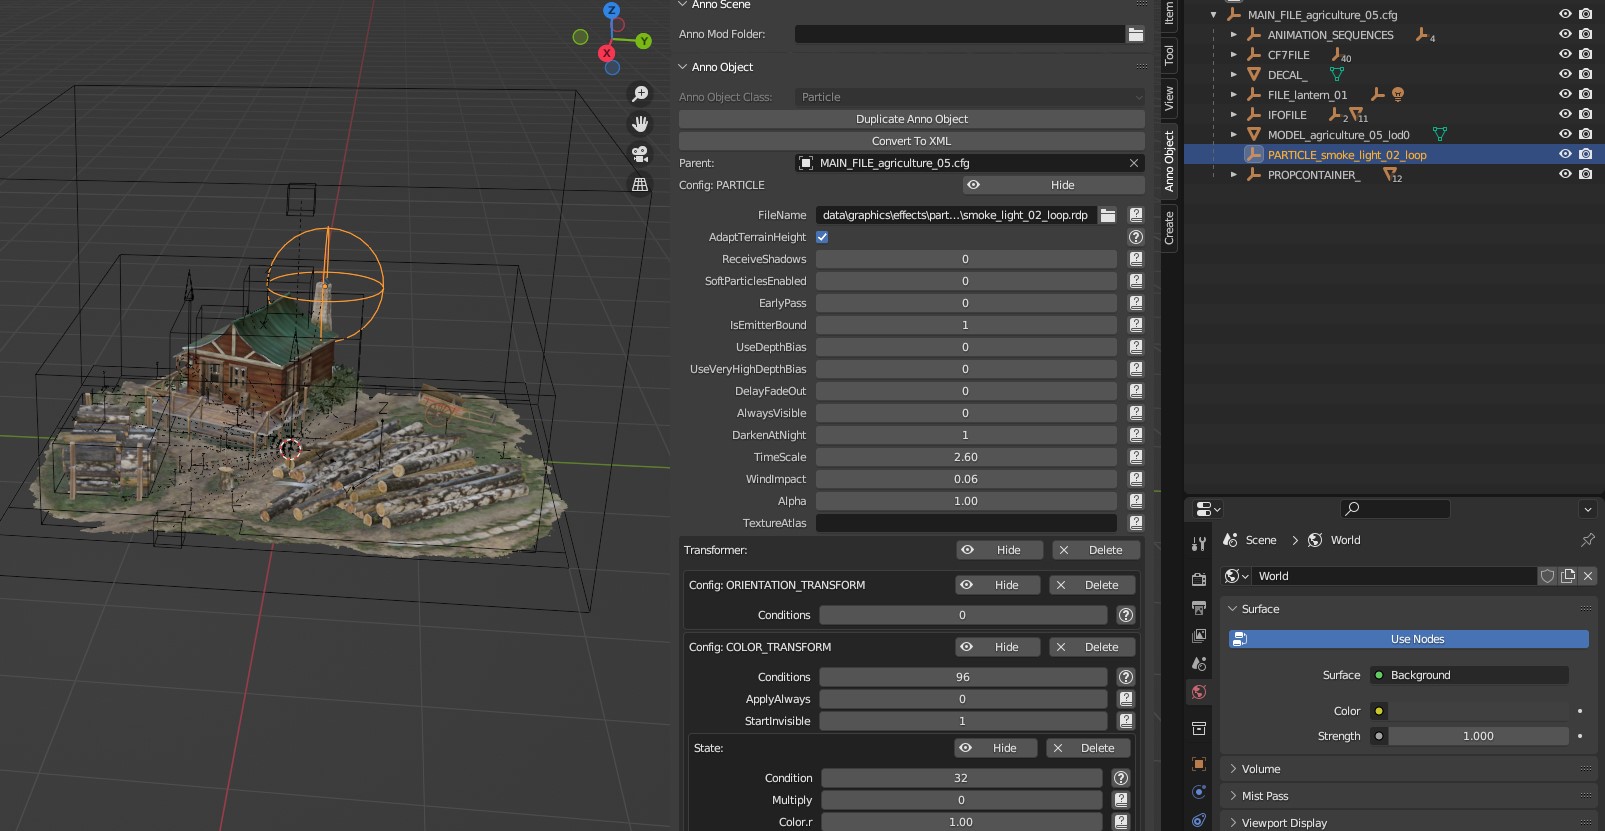 Z
Y
X
Z
Anno Scene
Anno Mod Folder:
Anno Object
Anno Object Class: Particle
Duplicate Anno Object
Convert To XML
Parent: MAIN_FILE_agriculture_05.cfg
Config: PARTICLE Hide
FileName data\graphics\effects\part...\smoke_light_02_loop.rdp
AdaptTerrainHeight
ReceiveShadows 0
SoftParticlesEnabled 0
EarlyPass 0
IsEmitterBound 1
UseDepthBias 0
UseVeryHighDepthBias 0
DelayFadeOut 0
AlwaysVisible 0
DarkenAtNight 1
TimeScale 2.60
WindImpact 0.06
Alpha 1.00
TextureAtlas
Transformer: Hide Delete
Config: ORIENTATION_TRANSFORM Hide Delete
Conditions 0
Config: COLOR_TRANSFORM Hide Delete
Conditions 96
ApplyAlways 0
StartInvisible 1
State: Hide Delete
Condition 32
Multiply 0
Color.r 1.00
Item
Tool
View
Anno Object
Create
MAIN_FILE_agriculture_05.cfg
ANIMATION_SEQUENCES 4
CF7FILE 40
DECAL_
FILE_lantern_01
IFOFILE 2 11
MODEL_agriculture_05_lod0
PARTICLE_smoke_light_02_loop
PROPCONTAINER_ 12
Scene World
World
Surface
Use Nodes
Surface Background
Color
Strength 1.000
Volume
Mist Pass
Viewport Display